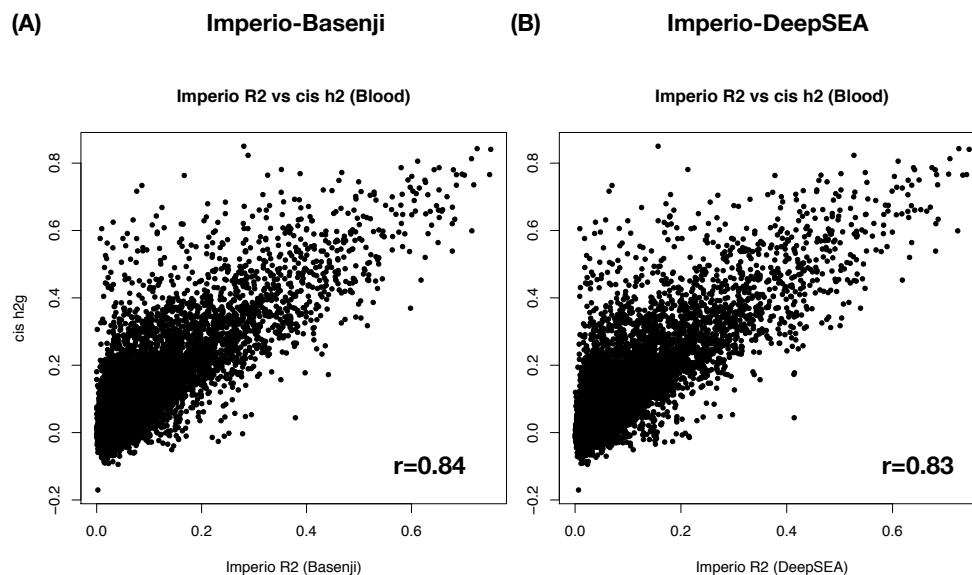 (A) Imperio-Basenji
(B) Imperio-DeepSEA
Imperio R2 vs cis h2 (Blood)
cis h2g
0.8
0.6
0.4
0.2
0.0
−0.2
r=0.84
0.0 0.2 0.4 0.6
Imperio R2 (Basenji)
Imperio R2 vs cis h2 (Blood)
0.8
0.6
0.4
0.2
0.0
−0.2
r=0.83
0.0 0.2 0.4 0.6
Imperio R2 (DeepSEA)